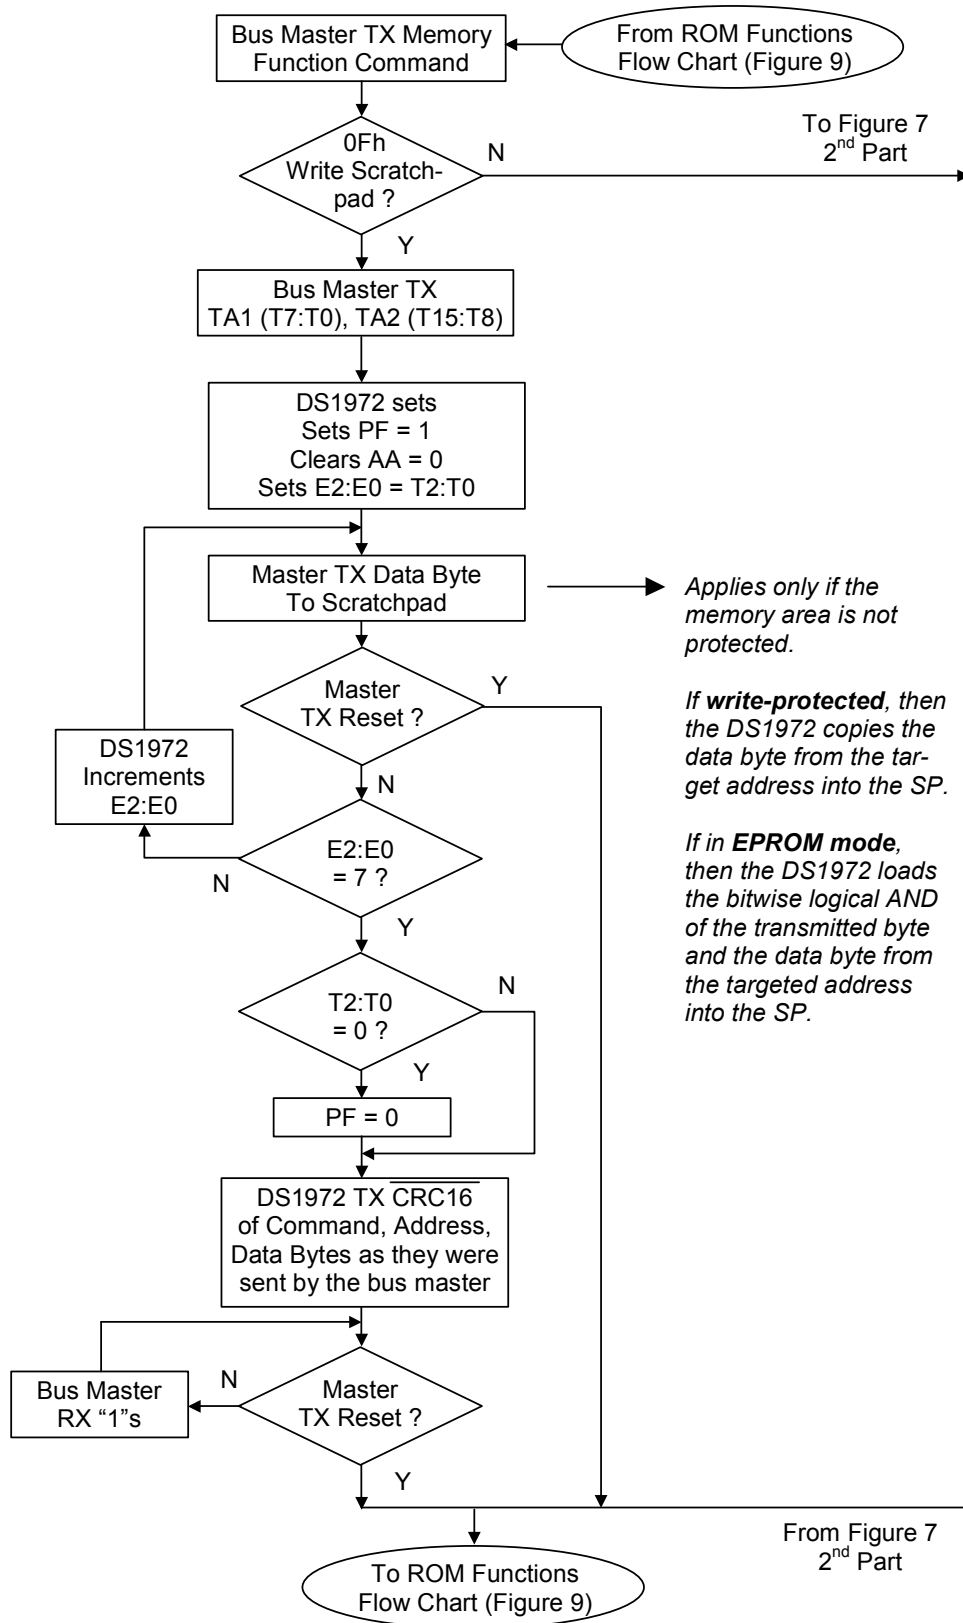 Bus Master TX Memory
Function Command
From ROM Functions
Flow Chart (Figure 9)
To Figure 7
2nd Part
0Fh
Write Scratch-
pad ?
N
Y
Bus Master TX
TA1 (T7:T0), TA2 (T15:T8)
DS1972 sets
Sets PF = 1
Clears AA = 0
Sets E2:E0 = T2:T0
Master TX Data Byte
To Scratchpad
Applies only if the
memory area is not
protected.
If write-protected, then
the DS1972 copies the
data byte from the tar-
get address into the SP.
If in EPROM mode,
then the DS1972 loads
the bitwise logical AND
of the transmitted byte
and the data byte from
the targeted address
into the SP.
Master
TX Reset ?
Y
N
DS1972
Increments
E2:E0
E2:E0
= 7 ?
N
Y
T2:T0
= 0 ?
N
Y
PF = 0
DS1972 TX CRC16
of Command, Address,
Data Bytes as they were
sent by the bus master
Master
TX Reset ?
N
Bus Master
RX “1”s
Y
From Figure 7
2nd Part
To ROM Functions
Flow Chart (Figure 9)